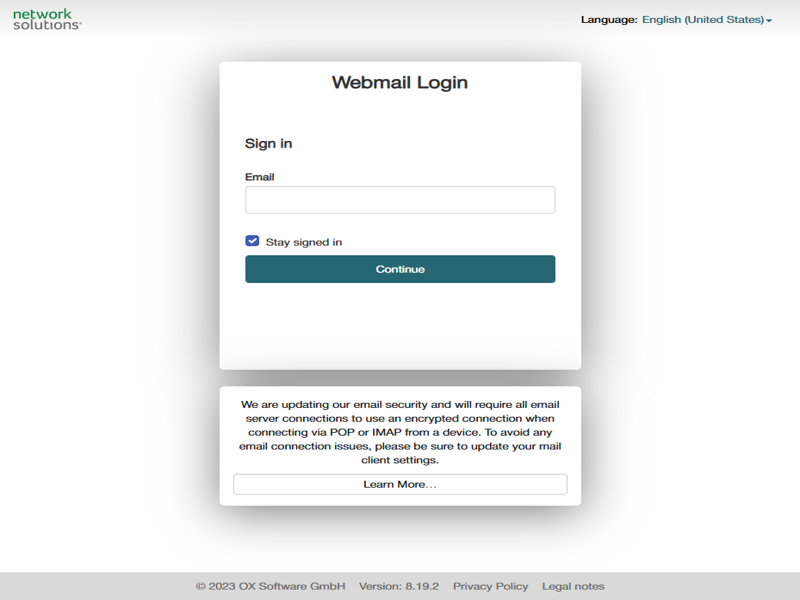 network
solutions®
Language: English (United States)
Webmail Login
Sign in
Email
Stay signed in
Continue
We are updating our email security and will require all email
server connections to use an encrypted connection when
connecting via POP or IMAP from a device. To avoid any
email connection issues, please be sure to update your mail
client settings.
Learn More...
© 2023 OX Software GmbH Version: 8.19.2 Privacy Policy Legal notes